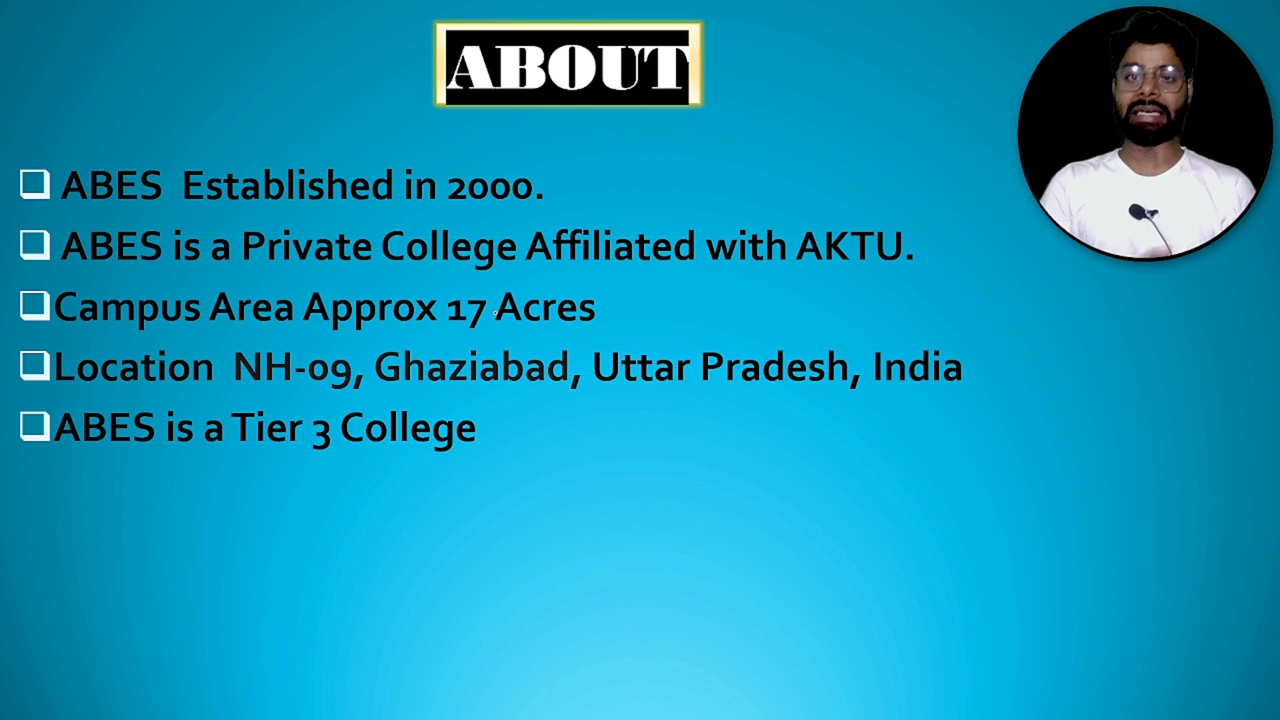 ABOUT
ABES Established in 2000.
ABES is a Private College Affiliated with AKTU.
Campus Area Approx 17 Acres
Location NH-09, Ghaziabad, Uttar Pradesh, India
ABES is a Tier 3 College